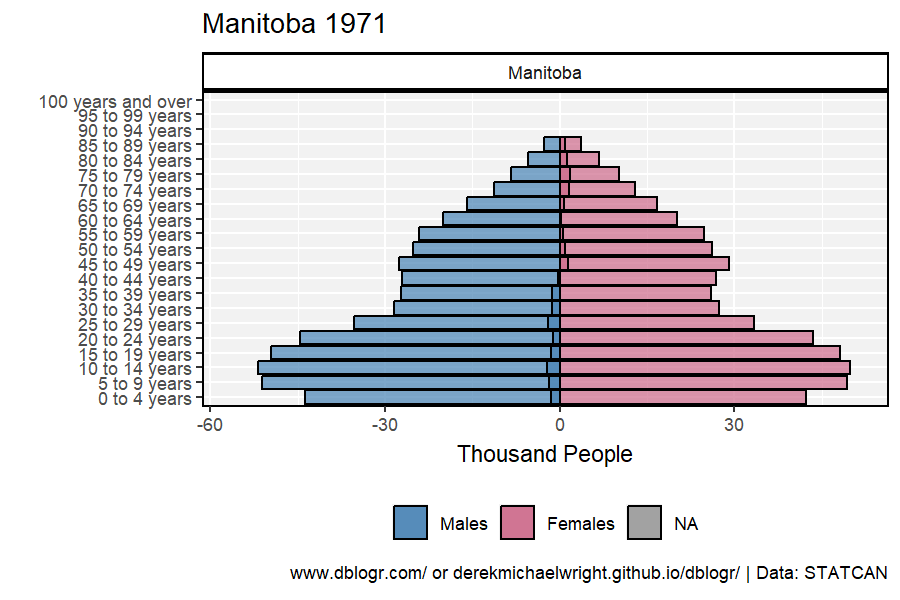 Manitoba 1971
Manitoba
100 years and over
95 to 99 years
90 to 94 years
85 to 89 years
80 to 84 years
75 to 79 years
70 to 74 years
65 to 69 years
60 to 64 years
55 to 59 years
50 to 54 years
45 to 49 years
40 to 44 years
35 to 39 years
30 to 34 years
25 to 29 years
20 to 24 years
15 to 19 years
10 to 14 years
5 to 9 years
0 to 4 years
-60 -30 0 30
Thousand People
Males Females NA
www.dblogr.com/ or derekmichaelwright.github.io/dblogr/ | Data: STATCAN